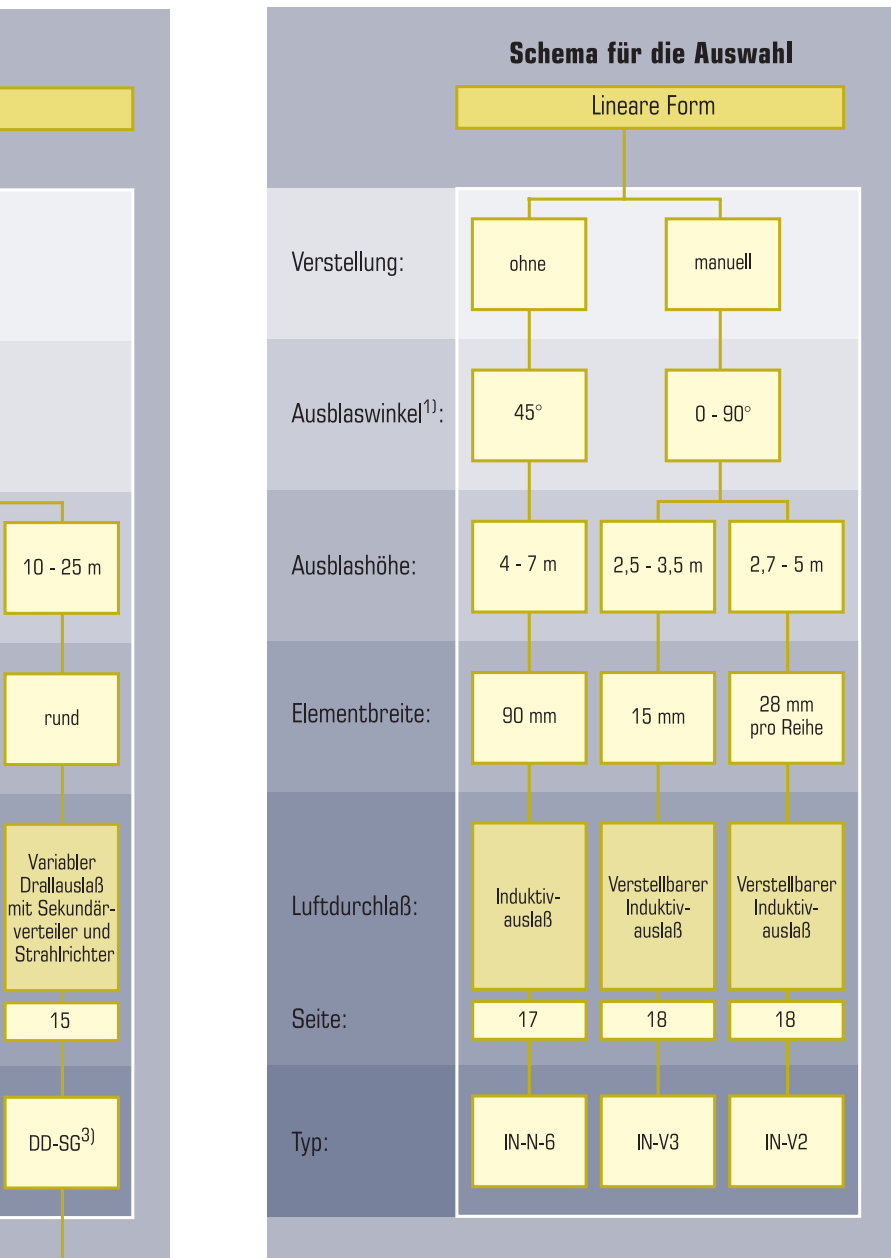 10 - 25 m
rund
Variabler
Drallauslaß
mit Sekundär-
verteiler und
Strahlrichter
15
DD-SG3)
Schema für die Auswahl
Lineare Form
Verstellung:
ohne
manuell
Ausblaswinkel1):
45°
0 - 90°
Ausblashöhe:
4 - 7 m
2,5 - 3,5 m
2,7 - 5 m
Elementbreite:
90 mm
15 mm
28 mm
pro Reihe
Luftdurchlaß:
Induktiv-
auslaß
Verstellbarer
Induktiv-
auslaß
Verstellbarer
Induktiv-
auslaß
Seite:
17
18
18
Typ:
IN-N-6
IN-V3
IN-V2